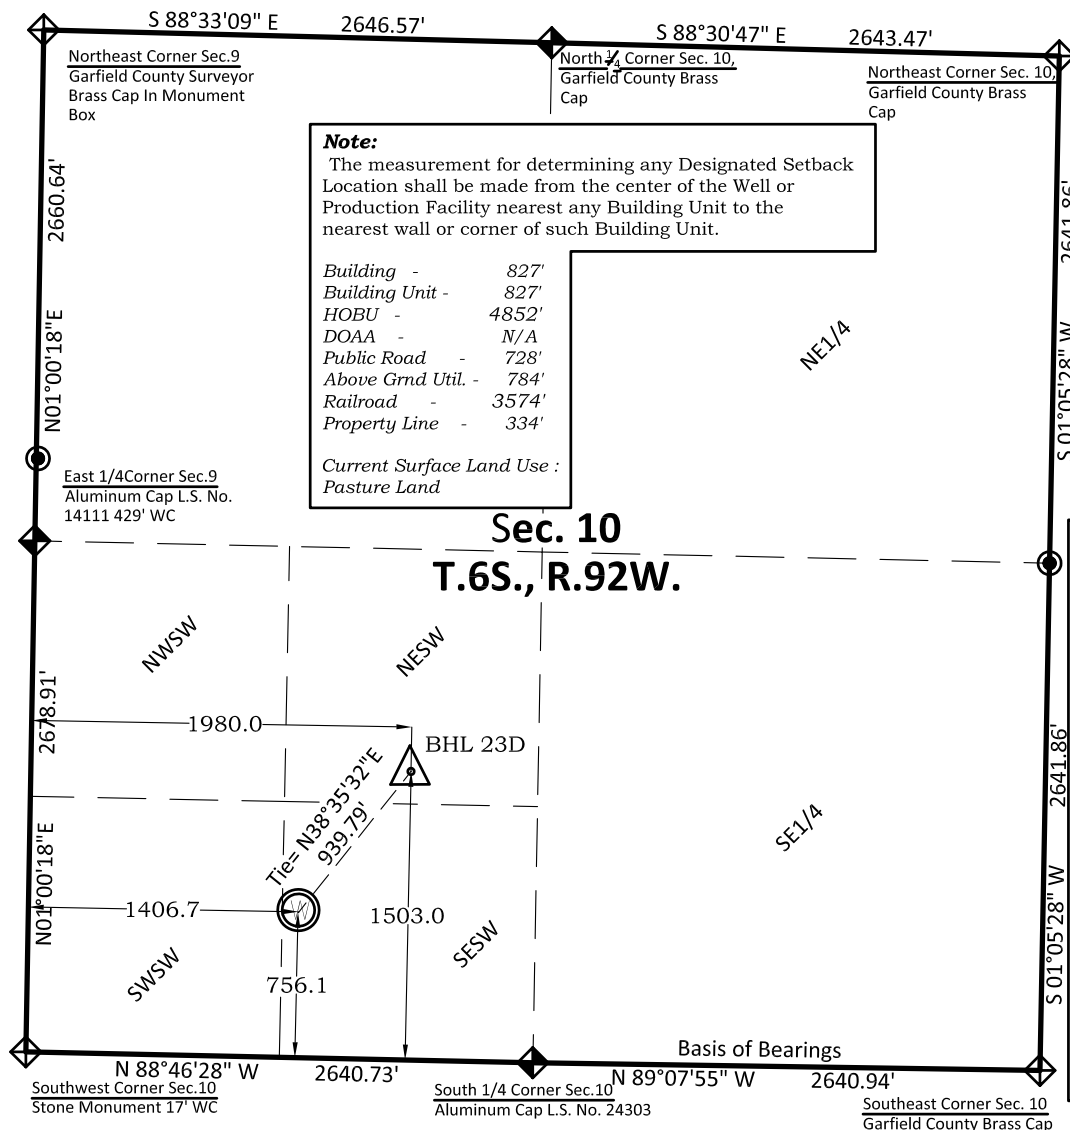 S 88°33'09" E 2646.57'
S 88°30'47" E 2643.47'
Northeast Corner Sec.9
Garfield County Surveyor
Brass Cap In Monument
Box
North 1/4 Corner Sec. 10,
Garfield County Brass
Cap
Northeast Corner Sec. 10,
Garfield County Brass
Cap
Note:
The measurement for determining any Designated Setback
Location shall be made from the center of the Well or
Production Facility nearest any Building Unit to the
nearest wall or corner of such Building Unit.
Building - 827'
Building Unit - 827'
HOBU - 4852'
DOAA - N/A
Public Road - 728'
Above Grnd Util. - 784'
Railroad - 3574'
Property Line - 334'
Current Surface Land Use :
Pasture Land
2660.64'
N01°00'18"E
2641.86'
S 01°05'28" W
NE1/4
East 1/4Corner Sec.9
Aluminum Cap L.S. No.
14111 429' WC
Sec. 10
T.6S., R.92W.
NWSW
NESW
2678.91'
N01°00'18"E
1980.0
BHL 23D
Tie= N38°35'32"E
939.79'
1406.7
1503.0
756.1
SWSW
SESW
SE1/4
2641.86'
S 01°05'28" W
Basis of Bearings
N 88°46'28" W 2640.73'
N 89°07'55" W 2640.94'
Southwest Corner Sec.10
Stone Monument 17' WC
South 1/4 Corner Sec.10
Aluminum Cap L.S. No. 24303
Southeast Corner Sec. 10
Garfield County Brass Cap